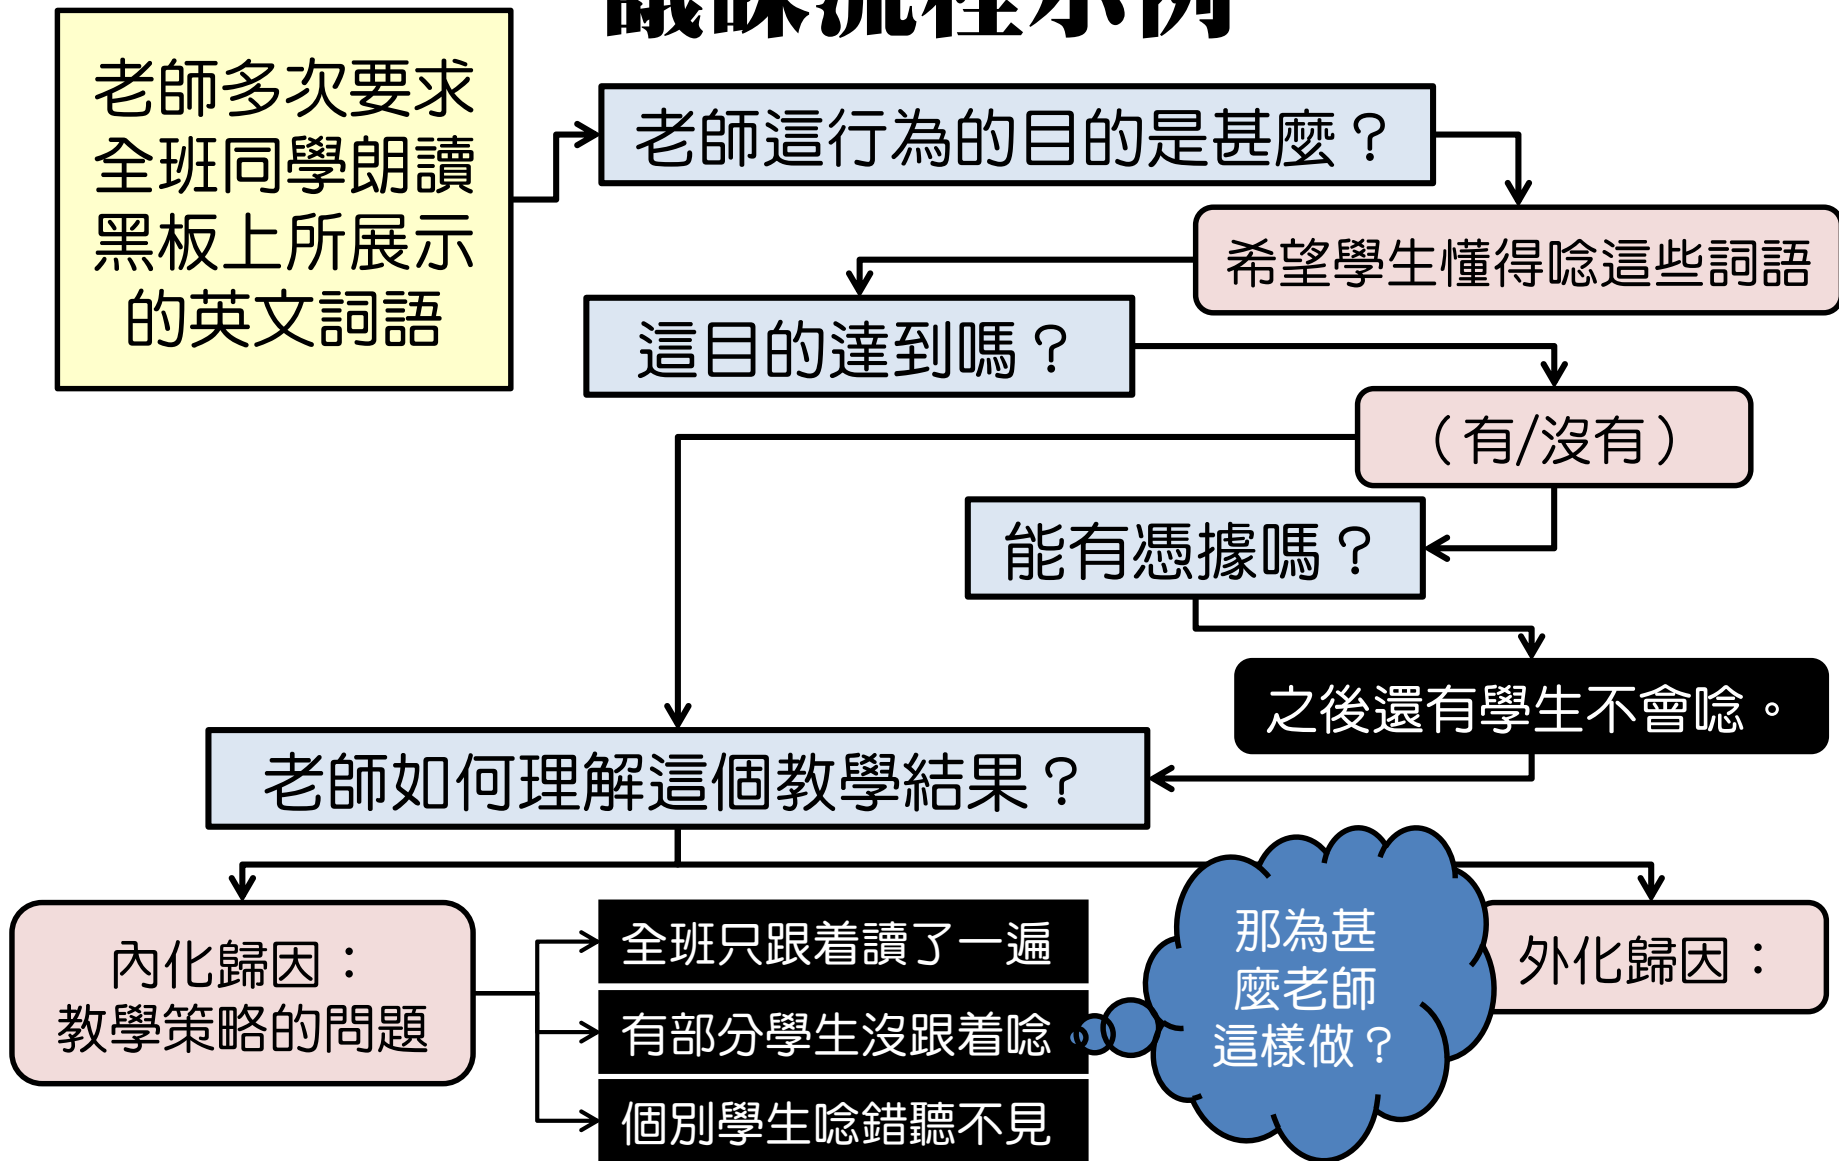 議課流程示例
老師多次要求
全班同學朗讀
黑板上所展示
的英文詞語
老師這行為的目的是甚麼？
希望學生懂得唸這些詞語
這目的達到嗎？
（有/沒有）
能有憑據嗎？
之後還有學生不會唸。
老師如何理解這個教學結果？
內化歸因：
教學策略的問題
全班只跟着讀了一遍
有部分學生沒跟着唸
個別學生唸錯聽不見
那為甚
麼老師
這樣做？
外化歸因：